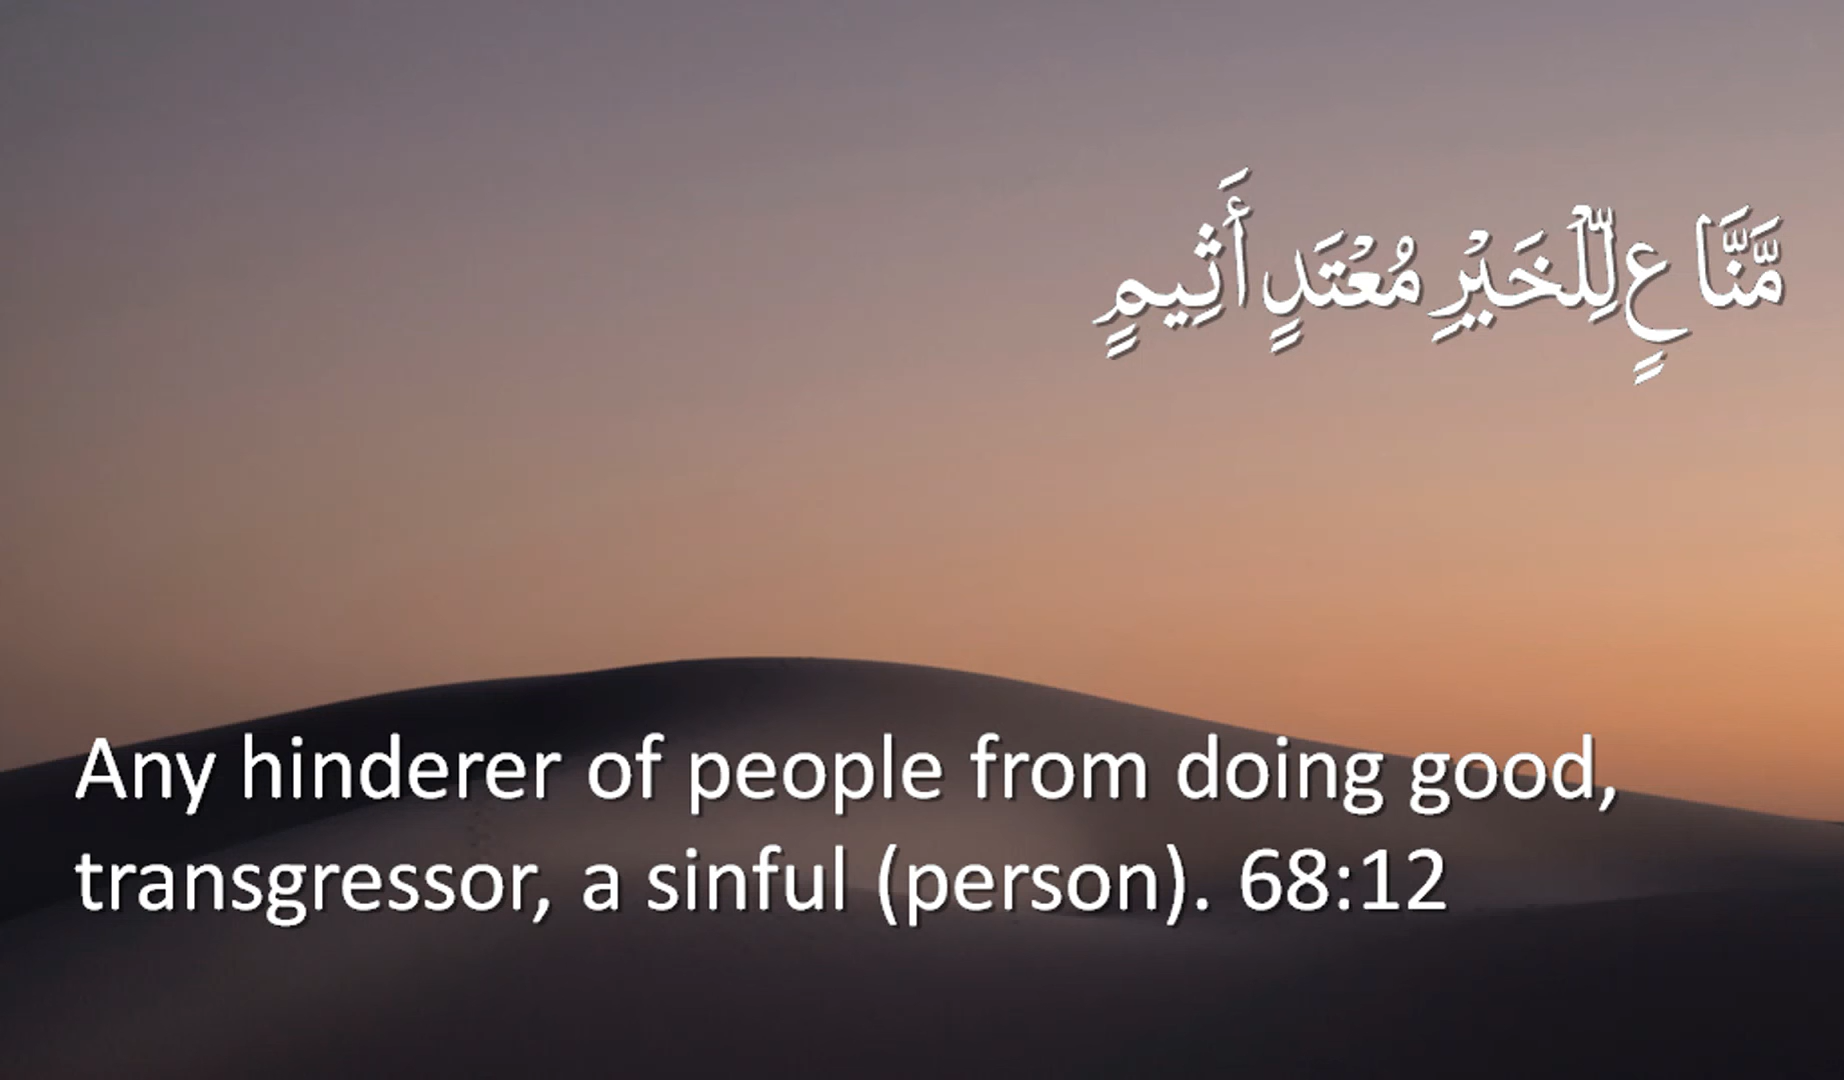 مَّنَّاعٍ لِّلْخَيْرِ مُعْتَدٍ أَثِيمٍ
Any hinderer of people from doing good,
transgressor, a sinful (person). 68:12